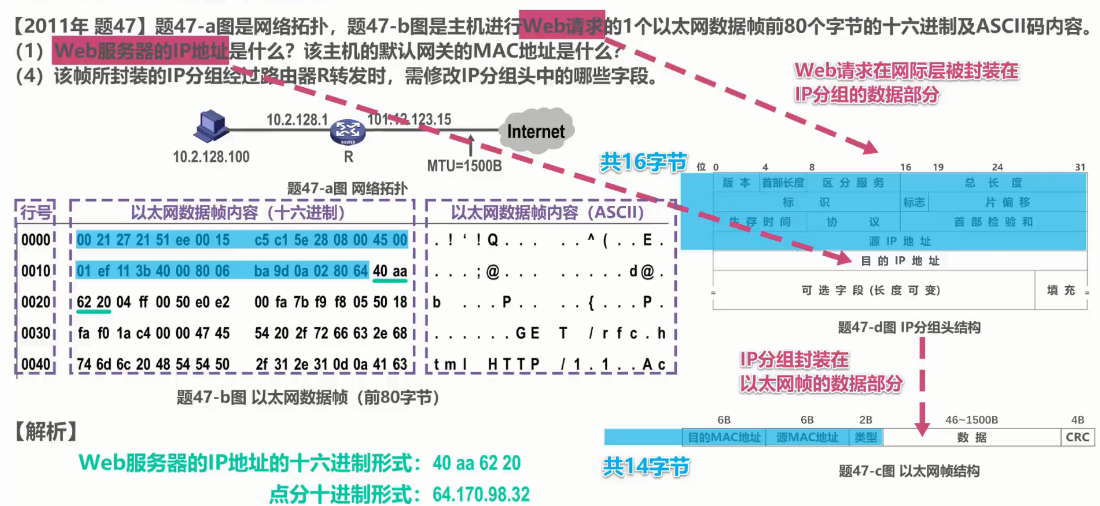 【2011年 题47】题47-a图是网络拓扑，题47-b图是主机进行Web请求的1个以太网数据帧前80个字节的十六进制及ASCII码内容。
（1）Web服务器的IP地址是什么？该主机的默认网关的MAC地址是什么？
（4）该帧所封装的IP分组经过路由器R转发时，需修改IP分组头中的哪些字段。
Web请求在网际层被封装在
IP分组的数据部分
10.2.128.1
101.12.123.15
Internet
10.2.128.100
R
MTU=1500B
题47-a图 网络拓扑
共16字节
位 0 4 8 16 19 24 31
版 本 首部长度 区 分 服 务 总 长 度
标 识 标志 片 偏 移
生 存 时 间 协 议 首 部 检 验 和
源 IP 地 址
目 的 IP 地 址
可 选 字 段 (长 度 可 变) 填 充
题47-d图 IP分组头结构
行号 以太网数据帧内容（十六进制） 以太网数据帧内容（ASCII）
0000 00 21 27 21 51 ee 00 15 c5 c1 5e 28 08 00 45 00 . ! ‘ ! Q . . . . . ^ ( . . E .
0010 01 ef 11 3b 40 00 80 06 ba 9d 0a 02 80 64 40 aa . . . ; @ . . . . . . . . d @ .
0020 62 20 04 ff 00 50 e0 e2 00 fa 7b f9 f8 05 50 18 b . . . P . . . . { . . . P .
0030 fa f0 1a c4 00 00 47 45 54 20 2f 72 66 63 2e 68 . . . . . . G E T / r f c . h
0040 74 6d 6c 20 48 54 54 50 2f 31 2e 31 0d 0a 41 63 t m l H T T P / 1 . 1 . . A c
题47-b图 以太网数据帧（前80字节）
IP分组封装在
以太网帧的数据部分
6B 6B 2B 46~1500B 4B
目的MAC地址 源MAC地址 类型 数 据 CRC
共14字节
题47-c图 以太网帧结构
【解析】
Web服务器的IP地址的十六进制形式：40 aa 62 20
点分十进制形式：64.170.98.32